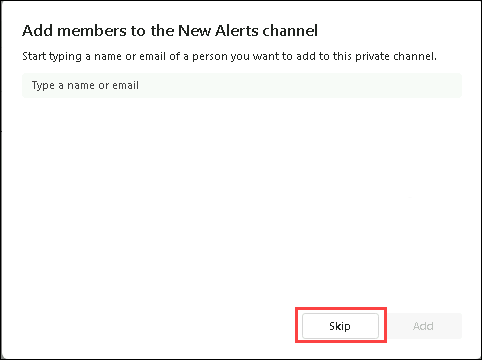 Add members to the New Alerts channel
Start typing a name or email of a person you want to add to this private channel.
Type a name or email
Skip
Add